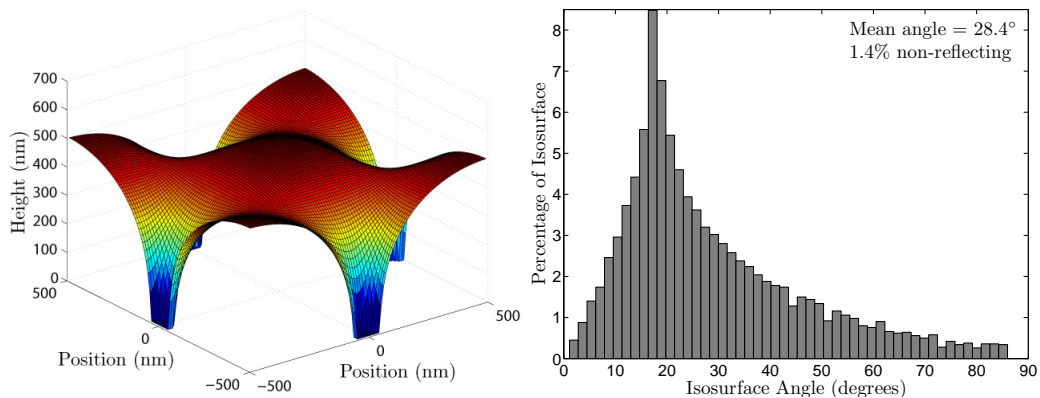 700
600
500
400
300
200
100
0
Height (nm)
500
0
−500
Position (nm)
−500
0
500
Position (nm)
8
7
6
5
4
3
2
1
0
Percentage of Isosurface
Mean angle = 28.4°
1.4% non-reflecting
0 10 20 30 40 50 60 70 80 90
Isosurface Angle (degrees)